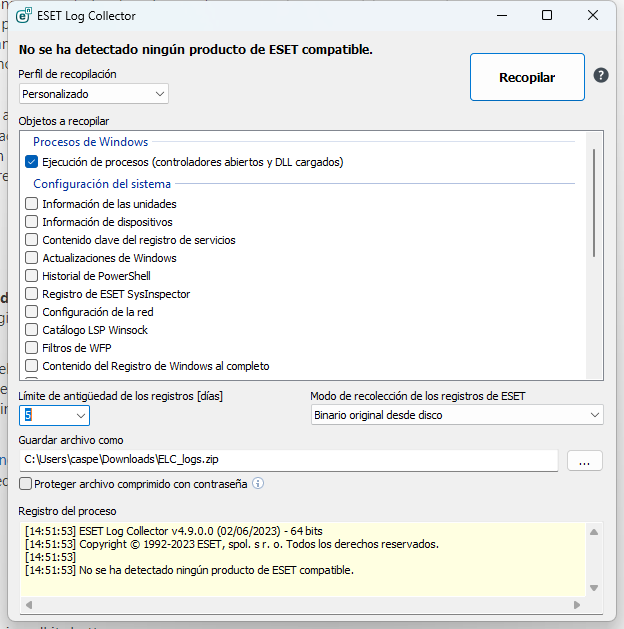 ESET Log Collector
No se ha detectado ningún producto de ESET compatible.
Perfil de recopilación
Personalizado
Recopilar
?
Objetos a recopilar
Procesos de Windows
Ejecución de procesos (controladores abiertos y DLL cargados)
Configuración del sistema
Información de las unidades
Información de dispositivos
Contenido clave del registro de servicios
Actualizaciones de Windows
Historial de PowerShell
Registro de ESET SysInspector
Configuración de la red
Catálogo LSP Winsock
Filtros de WFP
Contenido del Registro de Windows al completo
Límite de antigüedad de los registros [días]
Modo de recolección de los registros de ESET
5
Binario original desde disco
Guardar archivo como
C:\Users\caspe\Downloads\ELC_logs.zip
...
Proteger archivo comprimido con contraseña
Registro del proceso
[14:51:53] ESET Log Collector v4.9.0.0 (02/06/2023) - 64 bits
[14:51:53] Copyright © 1992-2023 ESET, spol. s r. o. Todos los derechos reservados.
[14:51:53]
[14:51:53] No se ha detectado ningún producto de ESET compatible.